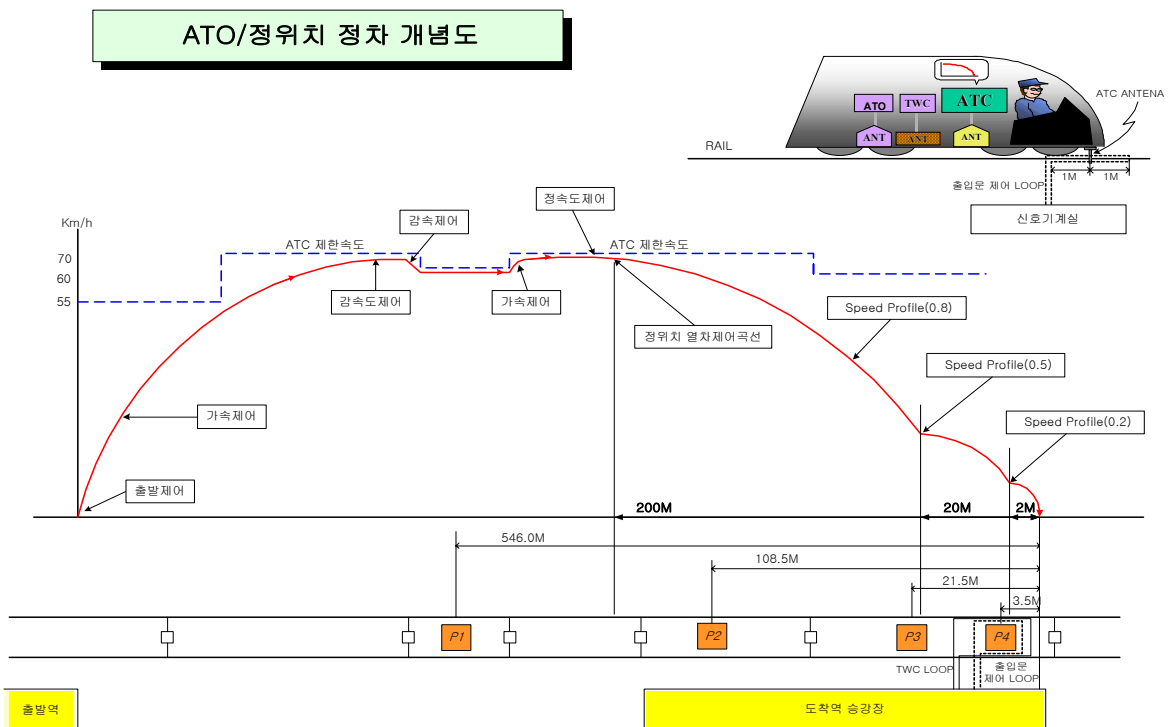 ATO/정위치 정차 개념도
ATO
TWC
ATC
ANT
ANT
ANT
ATC ANTENA
RAIL
1M
1M
출입문 제어 LOOP
신호기계실
Km/h
70
60
55
ATC 제한속도
감속제어
정속도제어
ATC 제한속도
감속도제어
가속제어
정위치 열차제어곡선
Speed Profile(0.8)
Speed Profile(0.5)
Speed Profile(0.2)
가속제어
출발제어
200M
20M
2M
546.0M
108.5M
21.5M
3.5M
P1
P2
P3
P4
TWC LOOP
출입문
제어 LOOP
출발역
도착역 승강장